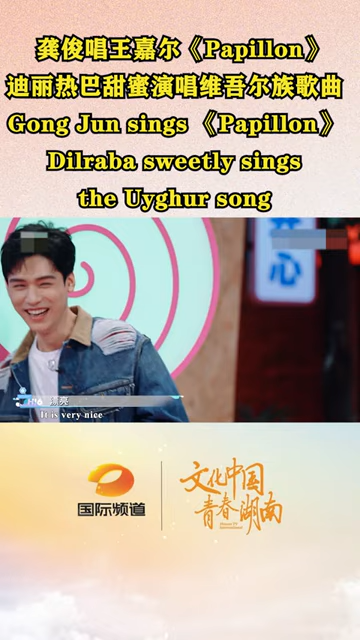 龚俊唱王嘉尔《Papillon》
迪丽热巴甜蜜演唱维吾尔族歌曲
Gong Jun sings 《Papillon》
Dilraba sweetly sings
the Uyghur song
开
心
漂亮
It is very nice
国际频道
文化中国
青春湖南